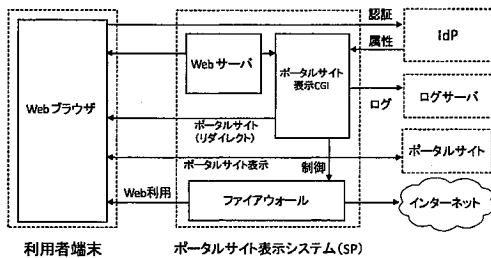 認証
IdP
属性
Webサーバ
ポータルサイト
表示CGI
Webブラウザ
ログ
ログサーバ
ポータルサイト
(リダイレクト)
ポータルサイト表示
制御
ポータルサイト
Web利用
ファイアウォール
インターネット
利用者端末
ポータルサイト表示システム(SP)